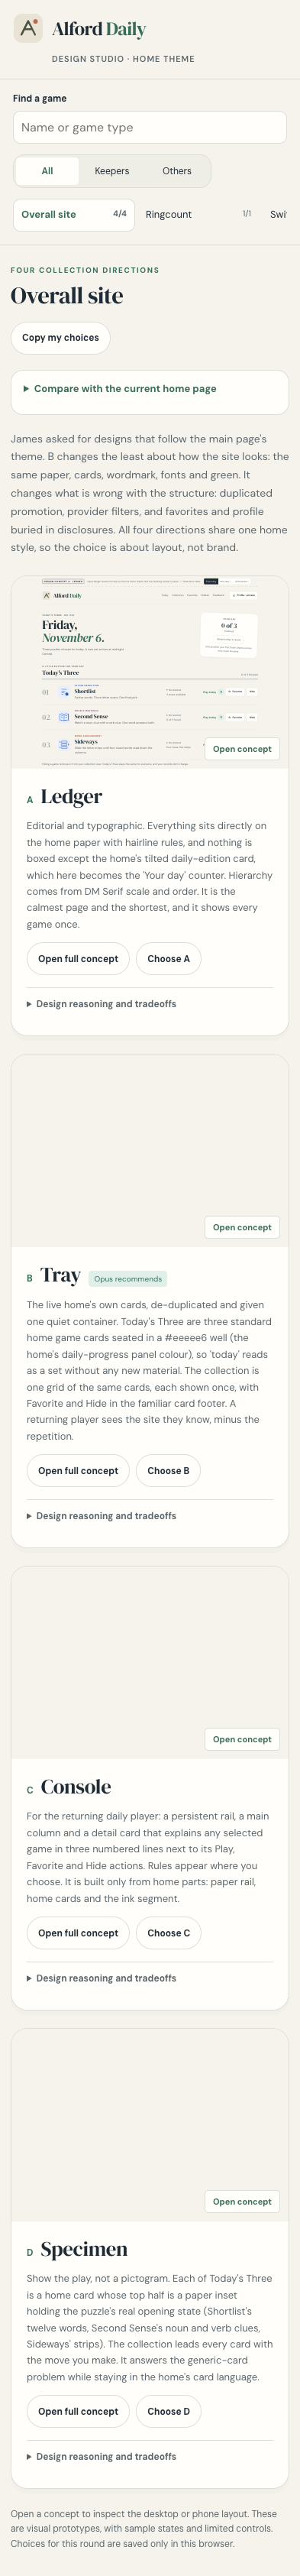 Alford Daily
DESIGN STUDIO · HOME THEME
Find a game
Name or game type
All Keepers Others
Overall site 4/4 Ringcount 1/1 Swi
FOUR COLLECTION DIRECTIONS
Overall site
Copy my choices
▶ Compare with the current home page
James asked for designs that follow the main page's
theme. B changes the least about how the site looks: the
same paper, cards, wordmark, fonts and green. It
changes what is wrong with the structure: duplicated
promotion, provider filters, and favorites and profile
buried in disclosures. All four directions share one home
style, so the choice is about layout, not brand.
Alford Daily
Friday,
November 6.
0 of 3
Today's Three
01 Shortlist
02 Second Sense
03 Sideways
Open concept
A Ledger
Editorial and typographic. Everything sits directly on
the home paper with hairline rules, and nothing is
boxed except the home's tilted daily-edition card,
which here becomes the 'Your day' counter. Hierarchy
comes from DM Serif scale and order. It is the
calmest page and the shortest, and it shows every
game once.
Open full concept Choose A
▶ Design reasoning and tradeoffs
Open concept
B Tray Opus recommends
The live home's own cards, de-duplicated and given
one quiet container. Today's Three are three standard
home game cards seated in a #eeeee6 well (the
home's daily-progress panel colour), so 'today' reads
as a set without any new material. The collection is
one grid of the same cards, each shown once, with
Favorite and Hide in the familiar card footer. A
returning player sees the site they know, minus the
repetition.
Open full concept Choose B
▶ Design reasoning and tradeoffs
Open concept
C Console
For the returning daily player: a persistent rail, a main
column and a detail card that explains any selected
game in three numbered lines next to its Play,
Favorite and Hide actions. Rules appear where you
choose. It is built only from home parts: paper rail,
home cards and the ink segment.
Open full concept Choose C
▶ Design reasoning and tradeoffs
Open concept
D Specimen
Show the play, not a pictogram. Each of Today's Three
is a home card whose top half is a paper inset
holding the puzzle's real opening state (Shortlist's
twelve words, Second Sense's noun and verb clues,
Sideways' strips). The collection leads every card with
the move you make. It answers the generic-card
problem while staying in the home's card language.
Open full concept Choose D
▶ Design reasoning and tradeoffs
Open a concept to inspect the desktop or phone layout. These
are visual prototypes, with sample states and limited controls.
Choices for this round are saved only in this browser.